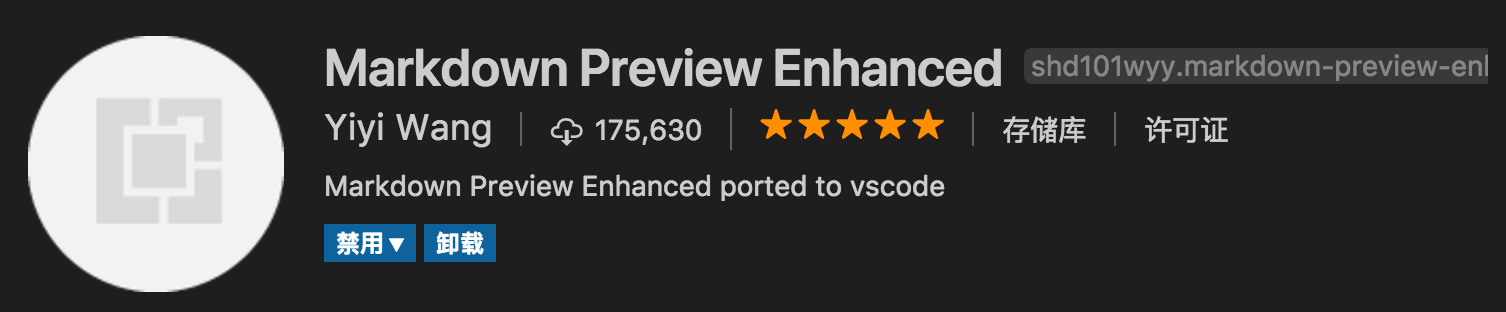 Markdown Preview Enhanced shd101wyy.markdown-preview-en
Yiyi Wang 175,630 存储库 许可证
Markdown Preview Enhanced ported to vscode
禁用 卸载